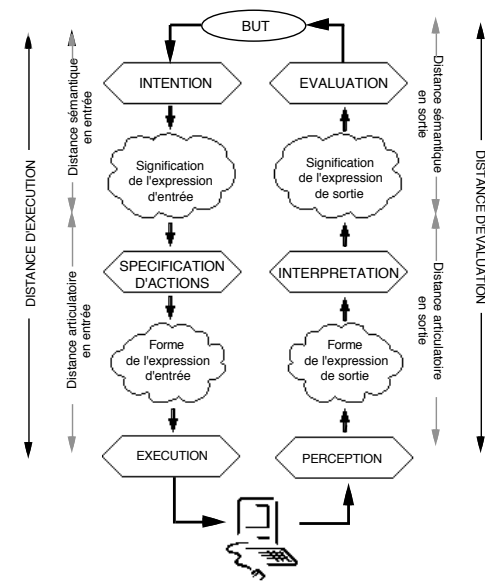 BUT
INTENTION
EVALUATION
Signification
de l'expression
d'entrée
Signification
de l'expression
de sortie
SPECIFICATION
D'ACTIONS
INTERPRETATION
Forme
de l'expression
d'entrée
Forme
de l'expression
de sortie
EXECUTION
PERCEPTION
DISTANCE D'EXECUTION
Distance sémantique
en entrée
Distance articulatoire
en entrée
Distance sémantique
en sortie
Distance articulatoire
en sortie
DISTANCE D'EVALUATION